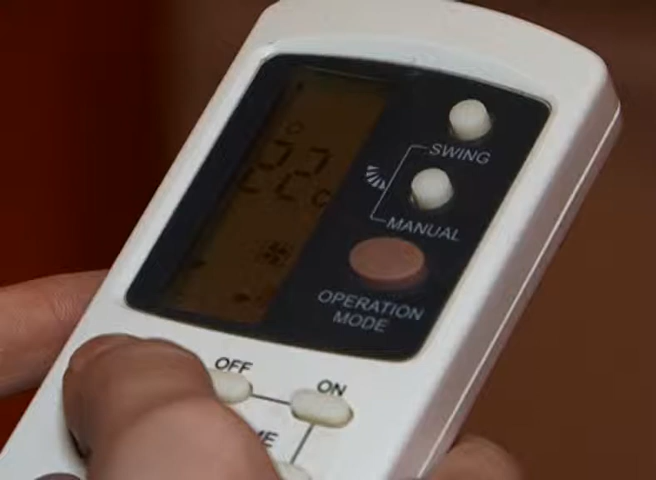 22°C
SWING
MANUAL
OPERATION
MODE
OFF
ON